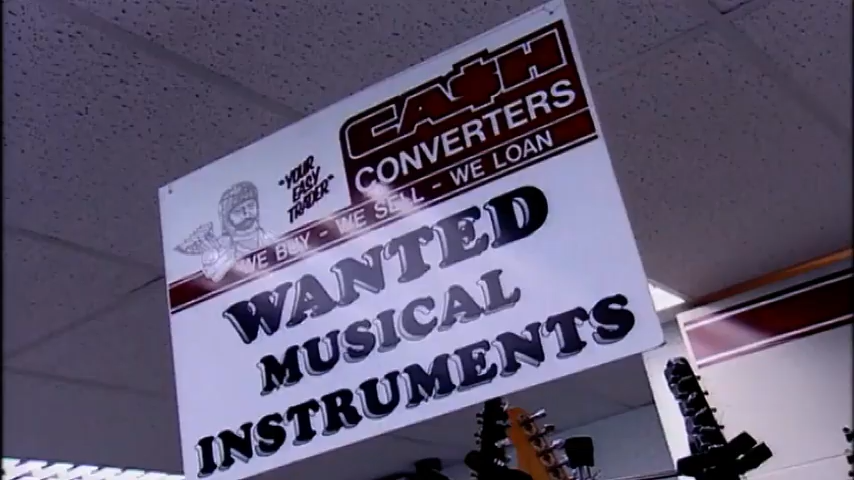 CA$H
CONVERTERS
"YOUR
EASY
TRADER"
WE BUY - WE SELL - WE LOAN
WANTED
MUSICAL
INSTRUMENTS